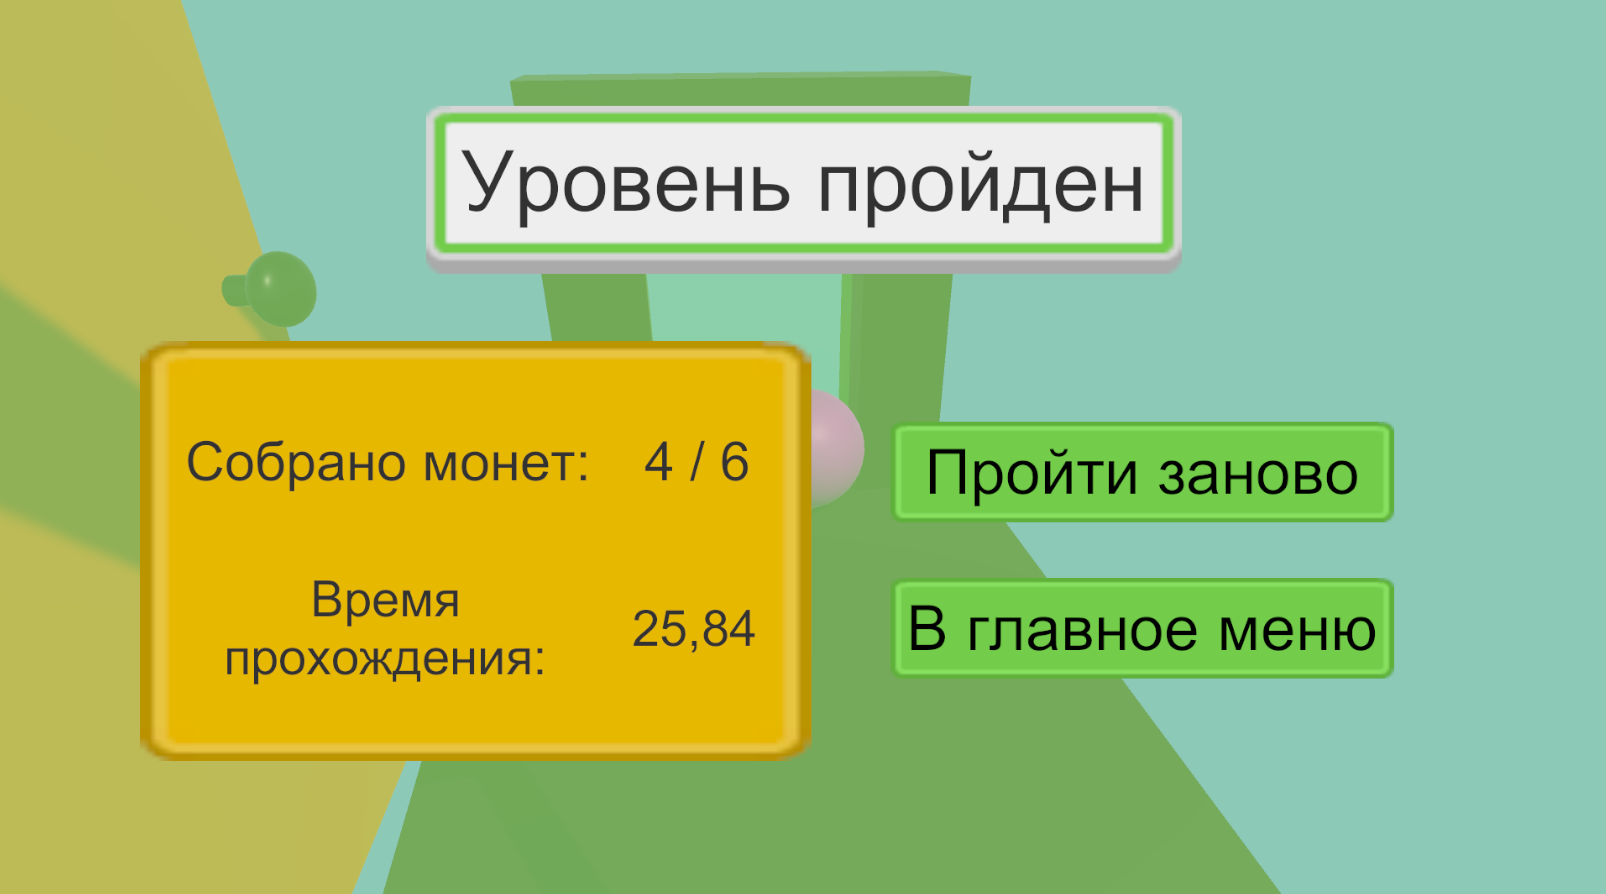 Уровень пройден
Собрано монет: 4 / 6
Время
прохождения: 25,84
Пройти заново
В главное меню